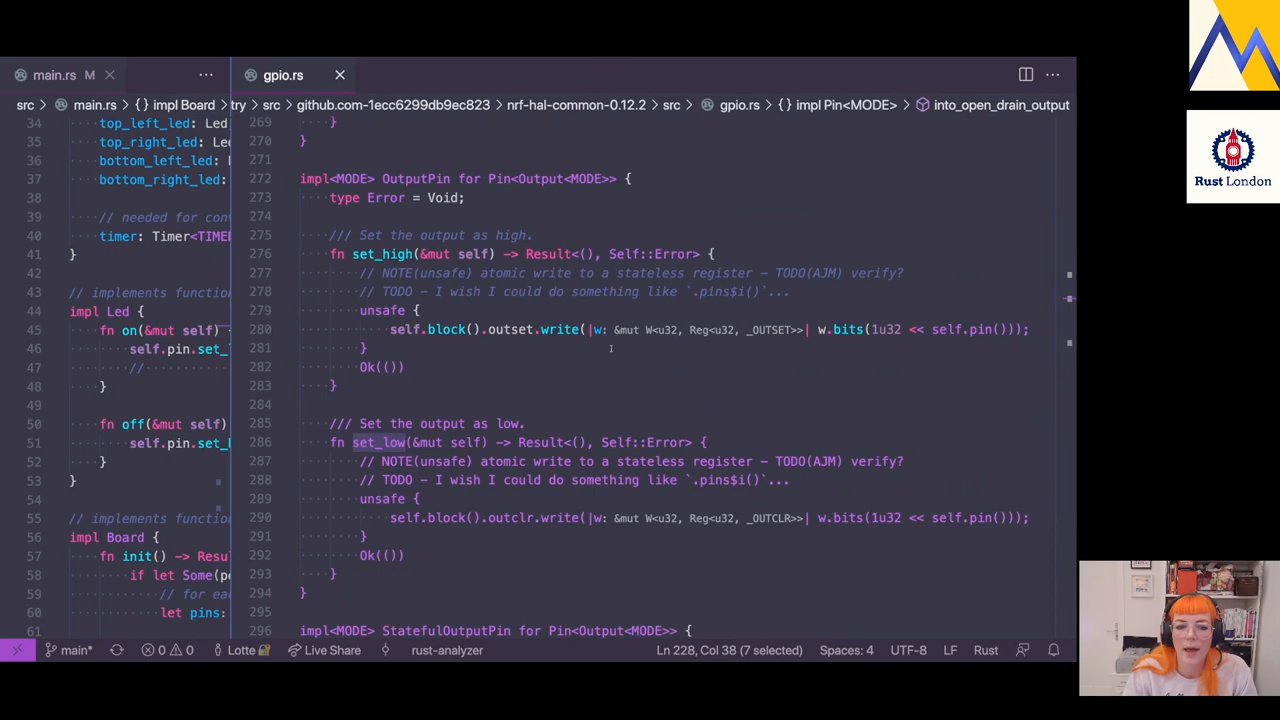 main.rs M
34 top_left_led: Led
35 top_right_led: Le
36 bottom_left_led:
37 bottom_right_led:
38
39 // needed for con
40 timer: Timer<TIME
41 }
42
43 // implements functio
44 impl Led {
45 fn on(&mut self)
46 self.pin.set_
47 //
48 }
49
50 fn off(&mut self)
51 self.pin.set_
52 }
53 }
54
55 // implements functio
56 impl Board {
57 fn init() -> Resu
58 if let Some(p
59 // for ea
60 let pins:
61
gpio.rs
src > main.rs > {} impl Board > try > src > github.com-1ecc6299db9ec823 > nrf-hal-common-0.12.2 > src > gpio.rs > {} impl Pin<MODE> > into_open_drain_output
269 }
270 }
271
272 impl<MODE> OutputPin for Pin<Output<MODE>> {
273 type Error = Void;
274
275 /// Set the output as high.
276 fn set_high(&mut self) -> Result<(), Self::Error> {
277 // NOTE(unsafe) atomic write to a stateless register - TODO(AJM) verify?
278 // TODO - I wish I could do something like `.pins$i()`...
279 unsafe {
280 self.block().outset.write(|w: &mut W<u32, Reg<u32, _OUTSET>>| w.bits(1u32 << self.pin()));
281 }
282 Ok(())
283 }
284
285 /// Set the output as low.
286 fn set_low(&mut self) -> Result<(), Self::Error> {
287 // NOTE(unsafe) atomic write to a stateless register - TODO(AJM) verify?
288 // TODO - I wish I could do something like `.pins$i()`...
289 unsafe {
290 self.block().outclr.write(|w: &mut W<u32, Reg<u32, _OUTCLR>>| w.bits(1u32 << self.pin()));
291 }
292 Ok(())
293 }
294 }
295
296 impl<MODE> StatefulOutputPin for Pin<Output<MODE>> {
main* 0 0 Lotte Live Share rust-analyzer Ln 228, Col 38 (7 selected) Spaces: 4 UTF-8 LF Rust
Rust London